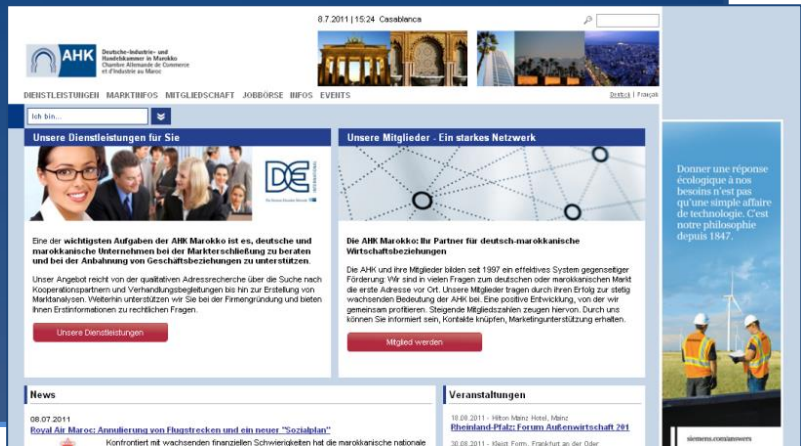 8.7.2011 | 15:24 Casablanca
AHK
Deutsche-Industrie- und
Handelskammer in Marokko
Chambre Allemande de Commerce
et d'Industrie au Maroc
DIENSTLEISTUNGEN MARKTINFOS MITGLIEDSCHAFT JOBBÖRSE INFOS EVENTS
Deutsch | Français
Ich bin...
Unsere Dienstleistungen für Sie
DE
INTERNATIONAL
Eine der wichtigsten Aufgaben der AHK Marokko ist es, deutsche und
marokkanische Unternehmen bei der Markterschließung zu beraten
und bei der Anbahnung von Geschäftsbeziehungen zu unterstützen.
Unser Angebot reicht von der qualitativen Adressrecherche über die Suche nach
Kooperationspartnern und Verhandlungsbegleitungen bis hin zur Erstellung von
Marktanalysen. Weiterhin unterstützen wir Sie bei der Firmengründung und bieten
Ihnen Erstinformationen zu rechtlichen Fragen.
Unsere Dienstleistungen
Unsere Mitglieder - Ein starkes Netzwerk
Die AHK Marokko: Ihr Partner für deutsch-marokkanische
Wirtschaftsbeziehungen
Die AHK und ihre Mitglieder bilden seit 1997 ein effektives System gegenseitiger
Förderung: Wir sind in vielen Fragen zum deutschen oder marokkanischen Markt
die erste Adresse vor Ort. Unsere Mitglieder tragen durch ihren Erfolg zur stetig
wachsenden Bedeutung der AHK bei. Eine positive Entwicklung, von der wir
gemeinsam profitieren. Steigende Mitgliedszahlen zeugen hiervon. Durch uns
können Sie informiert sein, Kontakte knüpfen, Marketingunterstützung erhalten.
Mitglied werden
Donner une réponse
écologique à nos
besoins n'est pas
qu'une simple affaire
de technologie. C'est
notre philosophie
depuis 1847.
siemens.com/answers
News
08.07.2011
Royal Air Maroc: Annulierung von Flugstrecken und ein neuer "Sozialplan"
Konfrontiert mit wachsenden finanziellen Schwierigkeiten hat die marokkanische nationale
Veranstaltungen
18.08.2011 - Hilton Mainz Hotel, Mainz
Rheinland-Pfalz: Forum Außenwirtschaft 201
30.08.2011 - Kleist Form, Frankfurt an der Oder